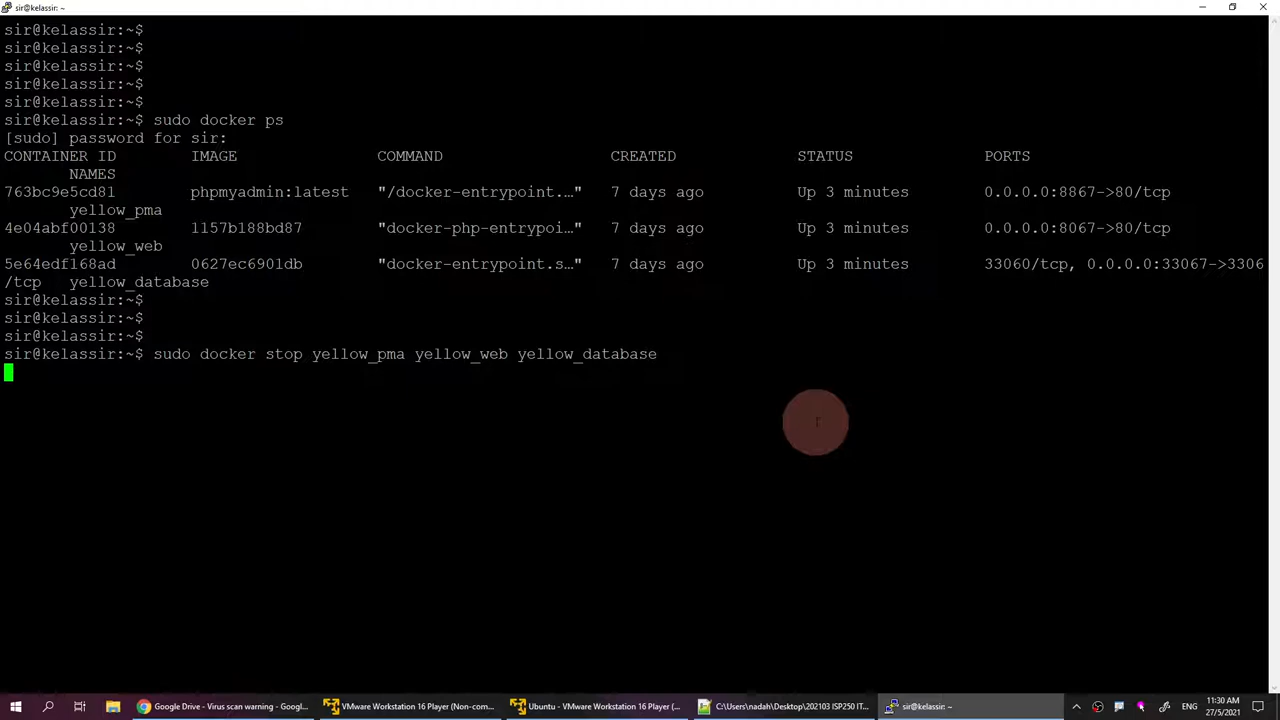 sir@kelassir: ~
sir@kelassir:~$
sir@kelassir:~$
sir@kelassir:~$
sir@kelassir:~$
sir@kelassir:~$
sir@kelassir:~$ sudo docker ps
[sudo] password for sir:
CONTAINER ID        IMAGE               COMMAND                  CREATED             STATUS              PORTS
       NAMES
763bc9e5cd81        phpmyadmin:latest   "/docker-entrypoint.…"   7 days ago          Up 3 minutes        0.0.0.0:8867->80/tcp
       yellow_pma
4e04abf00138        1157b188bd87        "docker-php-entrypoi…"   7 days ago          Up 3 minutes        0.0.0.0:8067->80/tcp
       yellow_web
5e64edf168ad        0627ec6901db        "docker-entrypoint.s…"   7 days ago          Up 3 minutes        33060/tcp, 0.0.0.0:33067->3306
/tcp   yellow_database
sir@kelassir:~$
sir@kelassir:~$
sir@kelassir:~$
sir@kelassir:~$ sudo docker stop yellow_pma yellow_web yellow_database
Google Drive - Virus scan warning - Googl... VMware Workstation 16 Player (Non-com... Ubuntu - VMware Workstation 16 Player (... C:\Users\nadah\Desktop\202103 ISP250 IT... sir@kelassir: ~ ENG 11:30 AM
27/5/2021